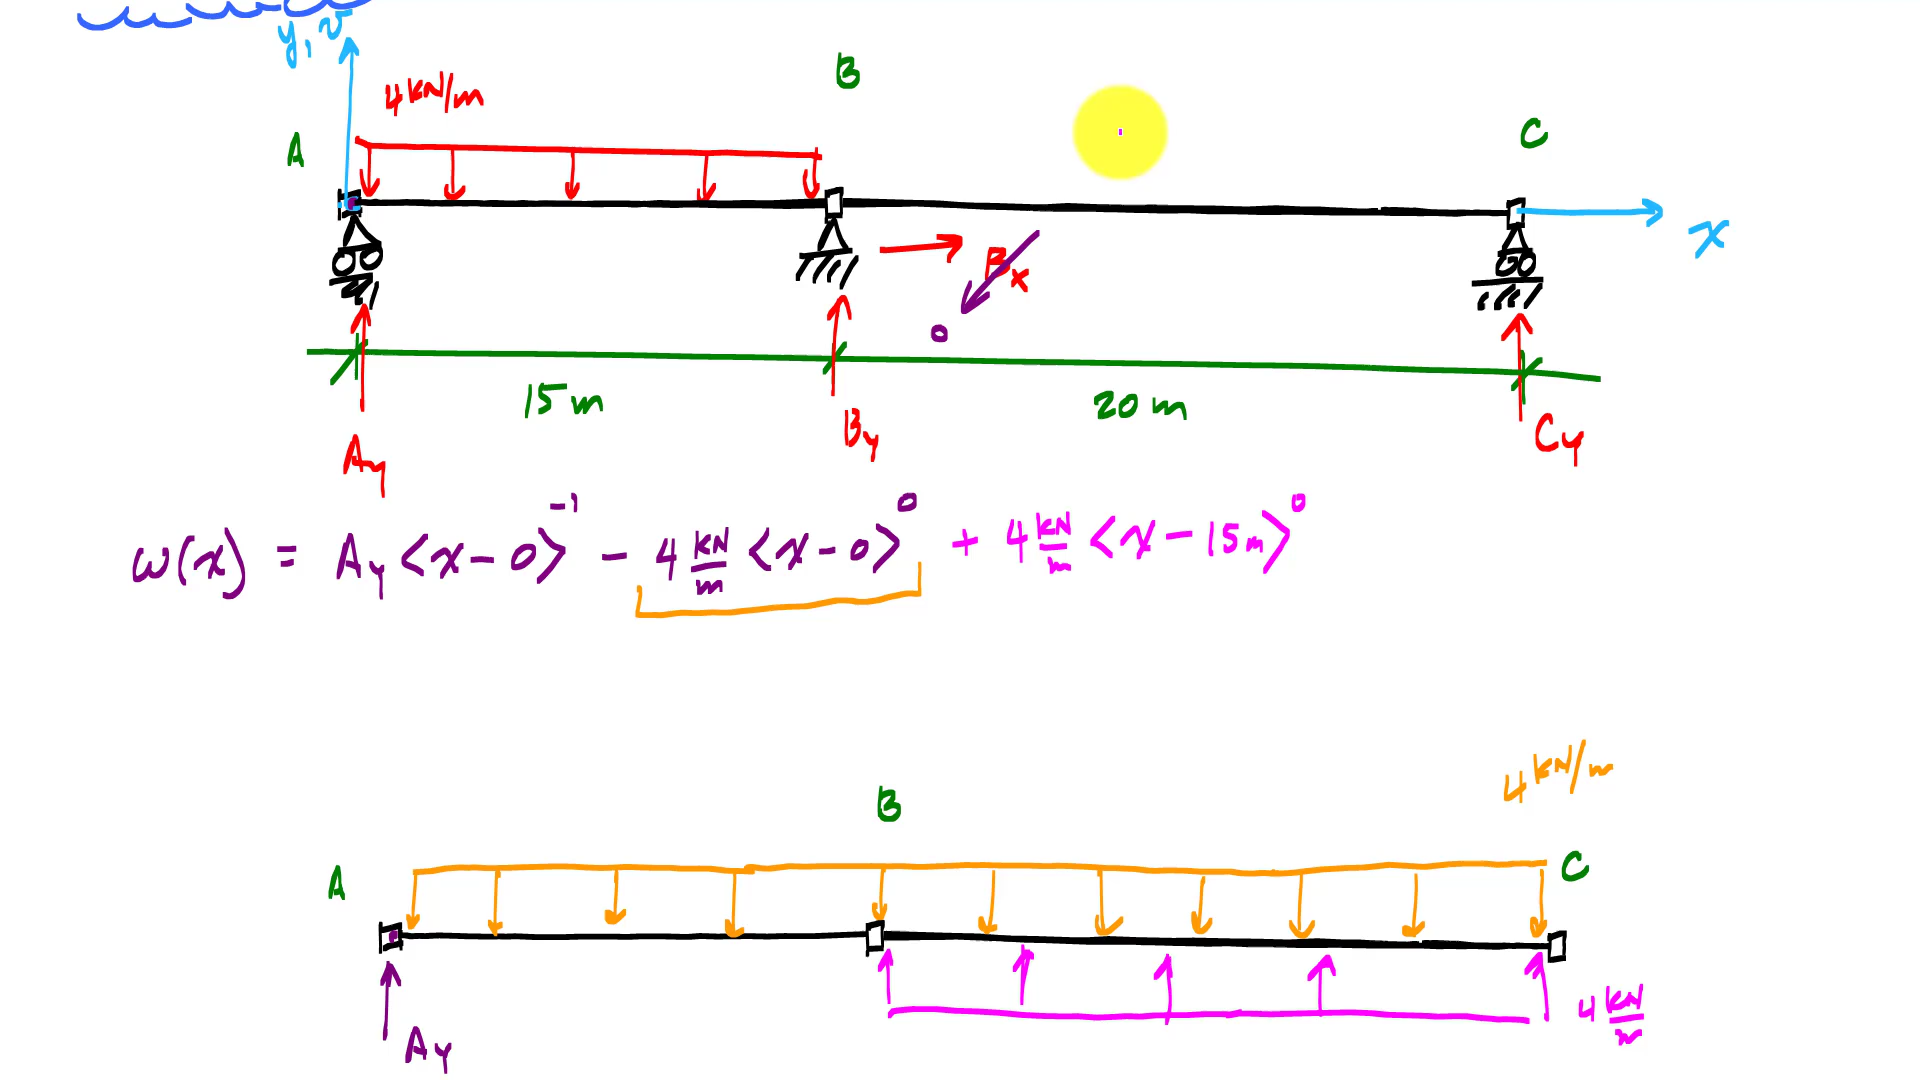 y, v
4 kN/m
B
A
C
x
Bx
0
15 m
20 m
Ay
By
Cy
w(x) = Ay <x-0>^-1 - 4 kN/m <x-0>^0 + 4 kN/m <x-15m>^0
4 kN/m
B
A
C
4 kN/m
Ay